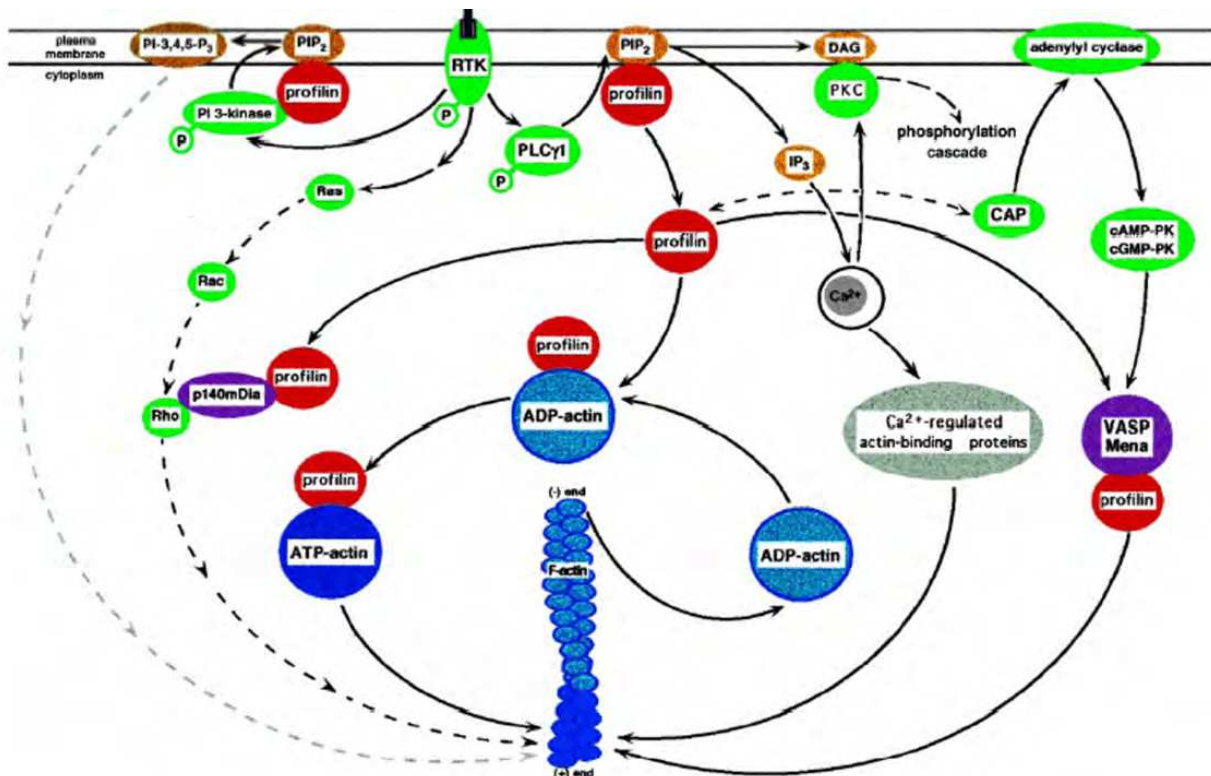 plasma
membrane
cytoplasm
PI-3,4,5-P3
PIP2
profilin
PI 3-kinase
P
RTK
P
PLCγ1
P
PIP2
profilin
DAG
PKC
phosphorylation
cascade
adenylyl cyclase
IP3
Ras
CAP
cAMP-PK
cGMP-PK
profilin
Rac
Ca2+
profilin
profilin
p140mDia
Rho
ADP-actin
Ca2+-regulated
actin-binding proteins
VASP
Mena
profilin
profilin
ATP-actin
(-) end
F-actin
ADP-actin
(+) end